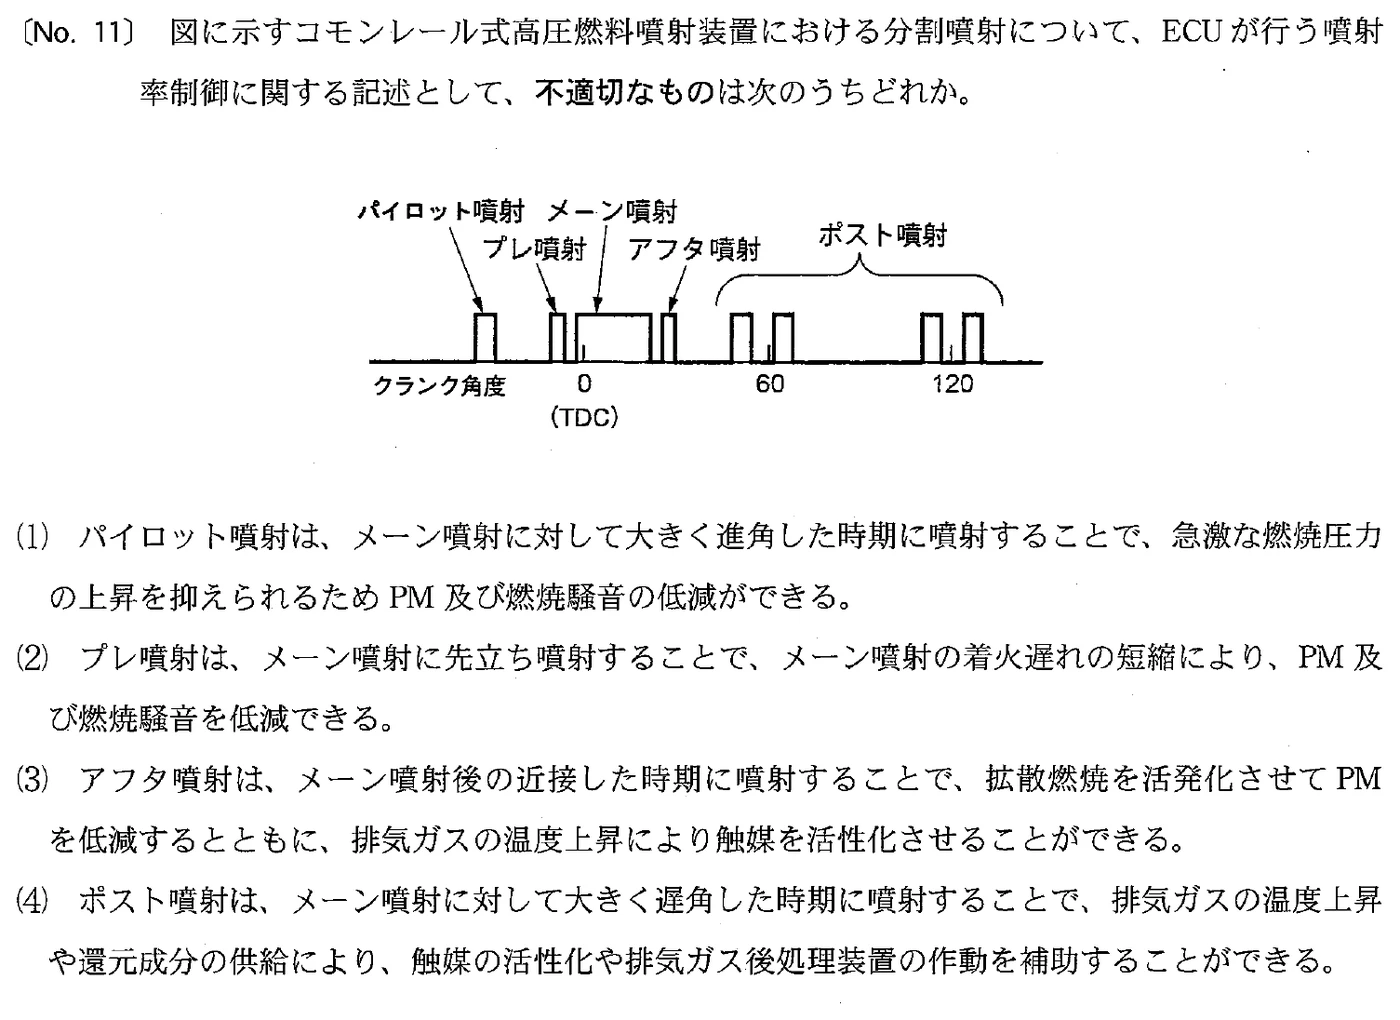 〔No. 11〕 図に示すコモンレール式高圧燃料噴射装置における分割噴射について、ECUが行う噴射
率制御に関する記述として、不適切なものは次のうちどれか。
パイロット噴射 メーン噴射
プレ噴射 アフタ噴射 ポスト噴射
クランク角度 0 60 120
(TDC)
(1) パイロット噴射は、メーン噴射に対して大きく進角した時期に噴射することで、急激な燃焼圧力
の上昇を抑えられるため PM 及び燃焼騒音の低減ができる。
(2) プレ噴射は、メーン噴射に先立ち噴射することで、メーン噴射の着火遅れの短縮により、PM 及
び燃焼騒音を低減できる。
(3) アフタ噴射は、メーン噴射後の近接した時期に噴射することで、拡散燃焼を活発化させて PM
を低減するとともに、排気ガスの温度上昇により触媒を活性化させることができる。
(4) ポスト噴射は、メーン噴射に対して大きく遅角した時期に噴射することで、排気ガスの温度上昇
や還元成分の供給により、触媒の活性化や排気ガス後処理装置の作動を補助することができる。